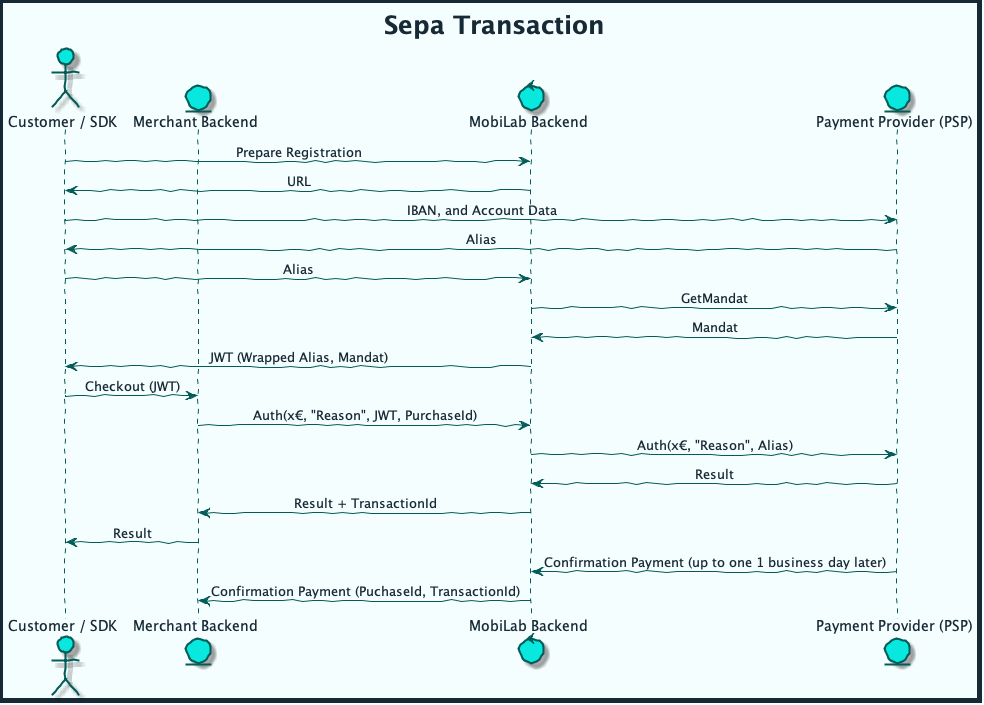 Sepa Transaction
Customer / SDK
Merchant Backend
MobiLab Backend
Payment Provider (PSP)
Prepare Registration
URL
IBAN, and Account Data
Alias
Alias
GetMandat
Mandat
JWT (Wrapped Alias, Mandat)
Checkout (JWT)
Auth(x€, "Reason", JWT, PurchaseId)
Auth(x€, "Reason", Alias)
Result
Result + TransactionId
Result
Confirmation Payment (up to one 1 business day later)
Confirmation Payment (PuchaseId, TransactionId)
Customer / SDK
Merchant Backend
MobiLab Backend
Payment Provider (PSP)